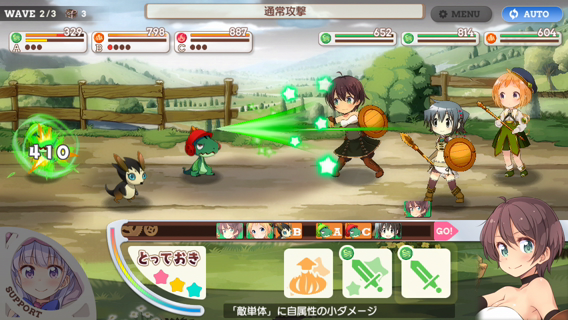 WAVE 2/3 3
通常攻撃
MENU
AUTO
329
798
887
652
814
604
A
B
C
410
B
A
C
GO!
とっておき
SUPPORT
「敵単体」に自属性の小ダメージ